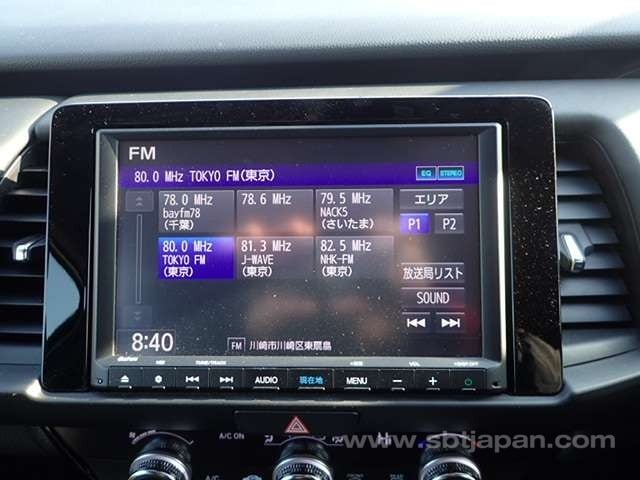 FM
80.0 MHz TOKYO FM(東京)
EQ STEREO
78.0 MHz
bayfm78
(千葉)
78.6 MHz
79.5 MHz
NACK5
(さいたま)
エリア
P1 P2
80.0 MHz
TOKYO FM
(東京)
81.3 MHz
J-WAVE
(東京)
82.5 MHz
NHK-FM
(東京)
放送局リスト
SOUND
8:40
FM 川崎市川崎区東扇島
TUNE/TRACK
VOL
AUDIO 現在地 MENU − +
A/C ON
A/C
www.sbtjapan.com